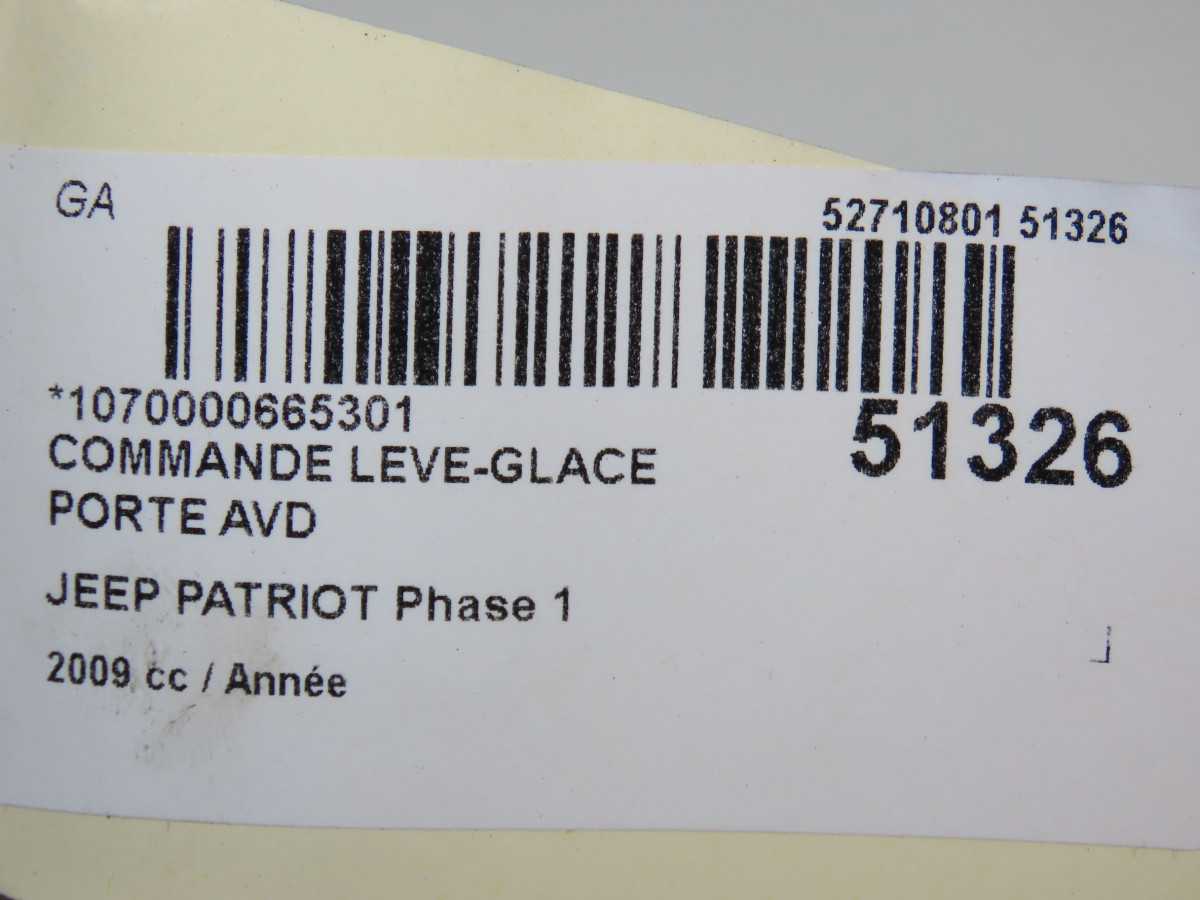 GA
52710801 51326
*1070000665301
51326
COMMANDE LEVE-GLACE
PORTE AVD
JEEP PATRIOT Phase 1
2009 cc / Année